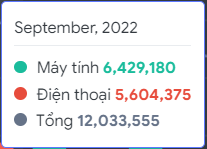 September, 2022
Máy tính 6,429,180
Điện thoại 5,604,375
Tổng 12,033,555